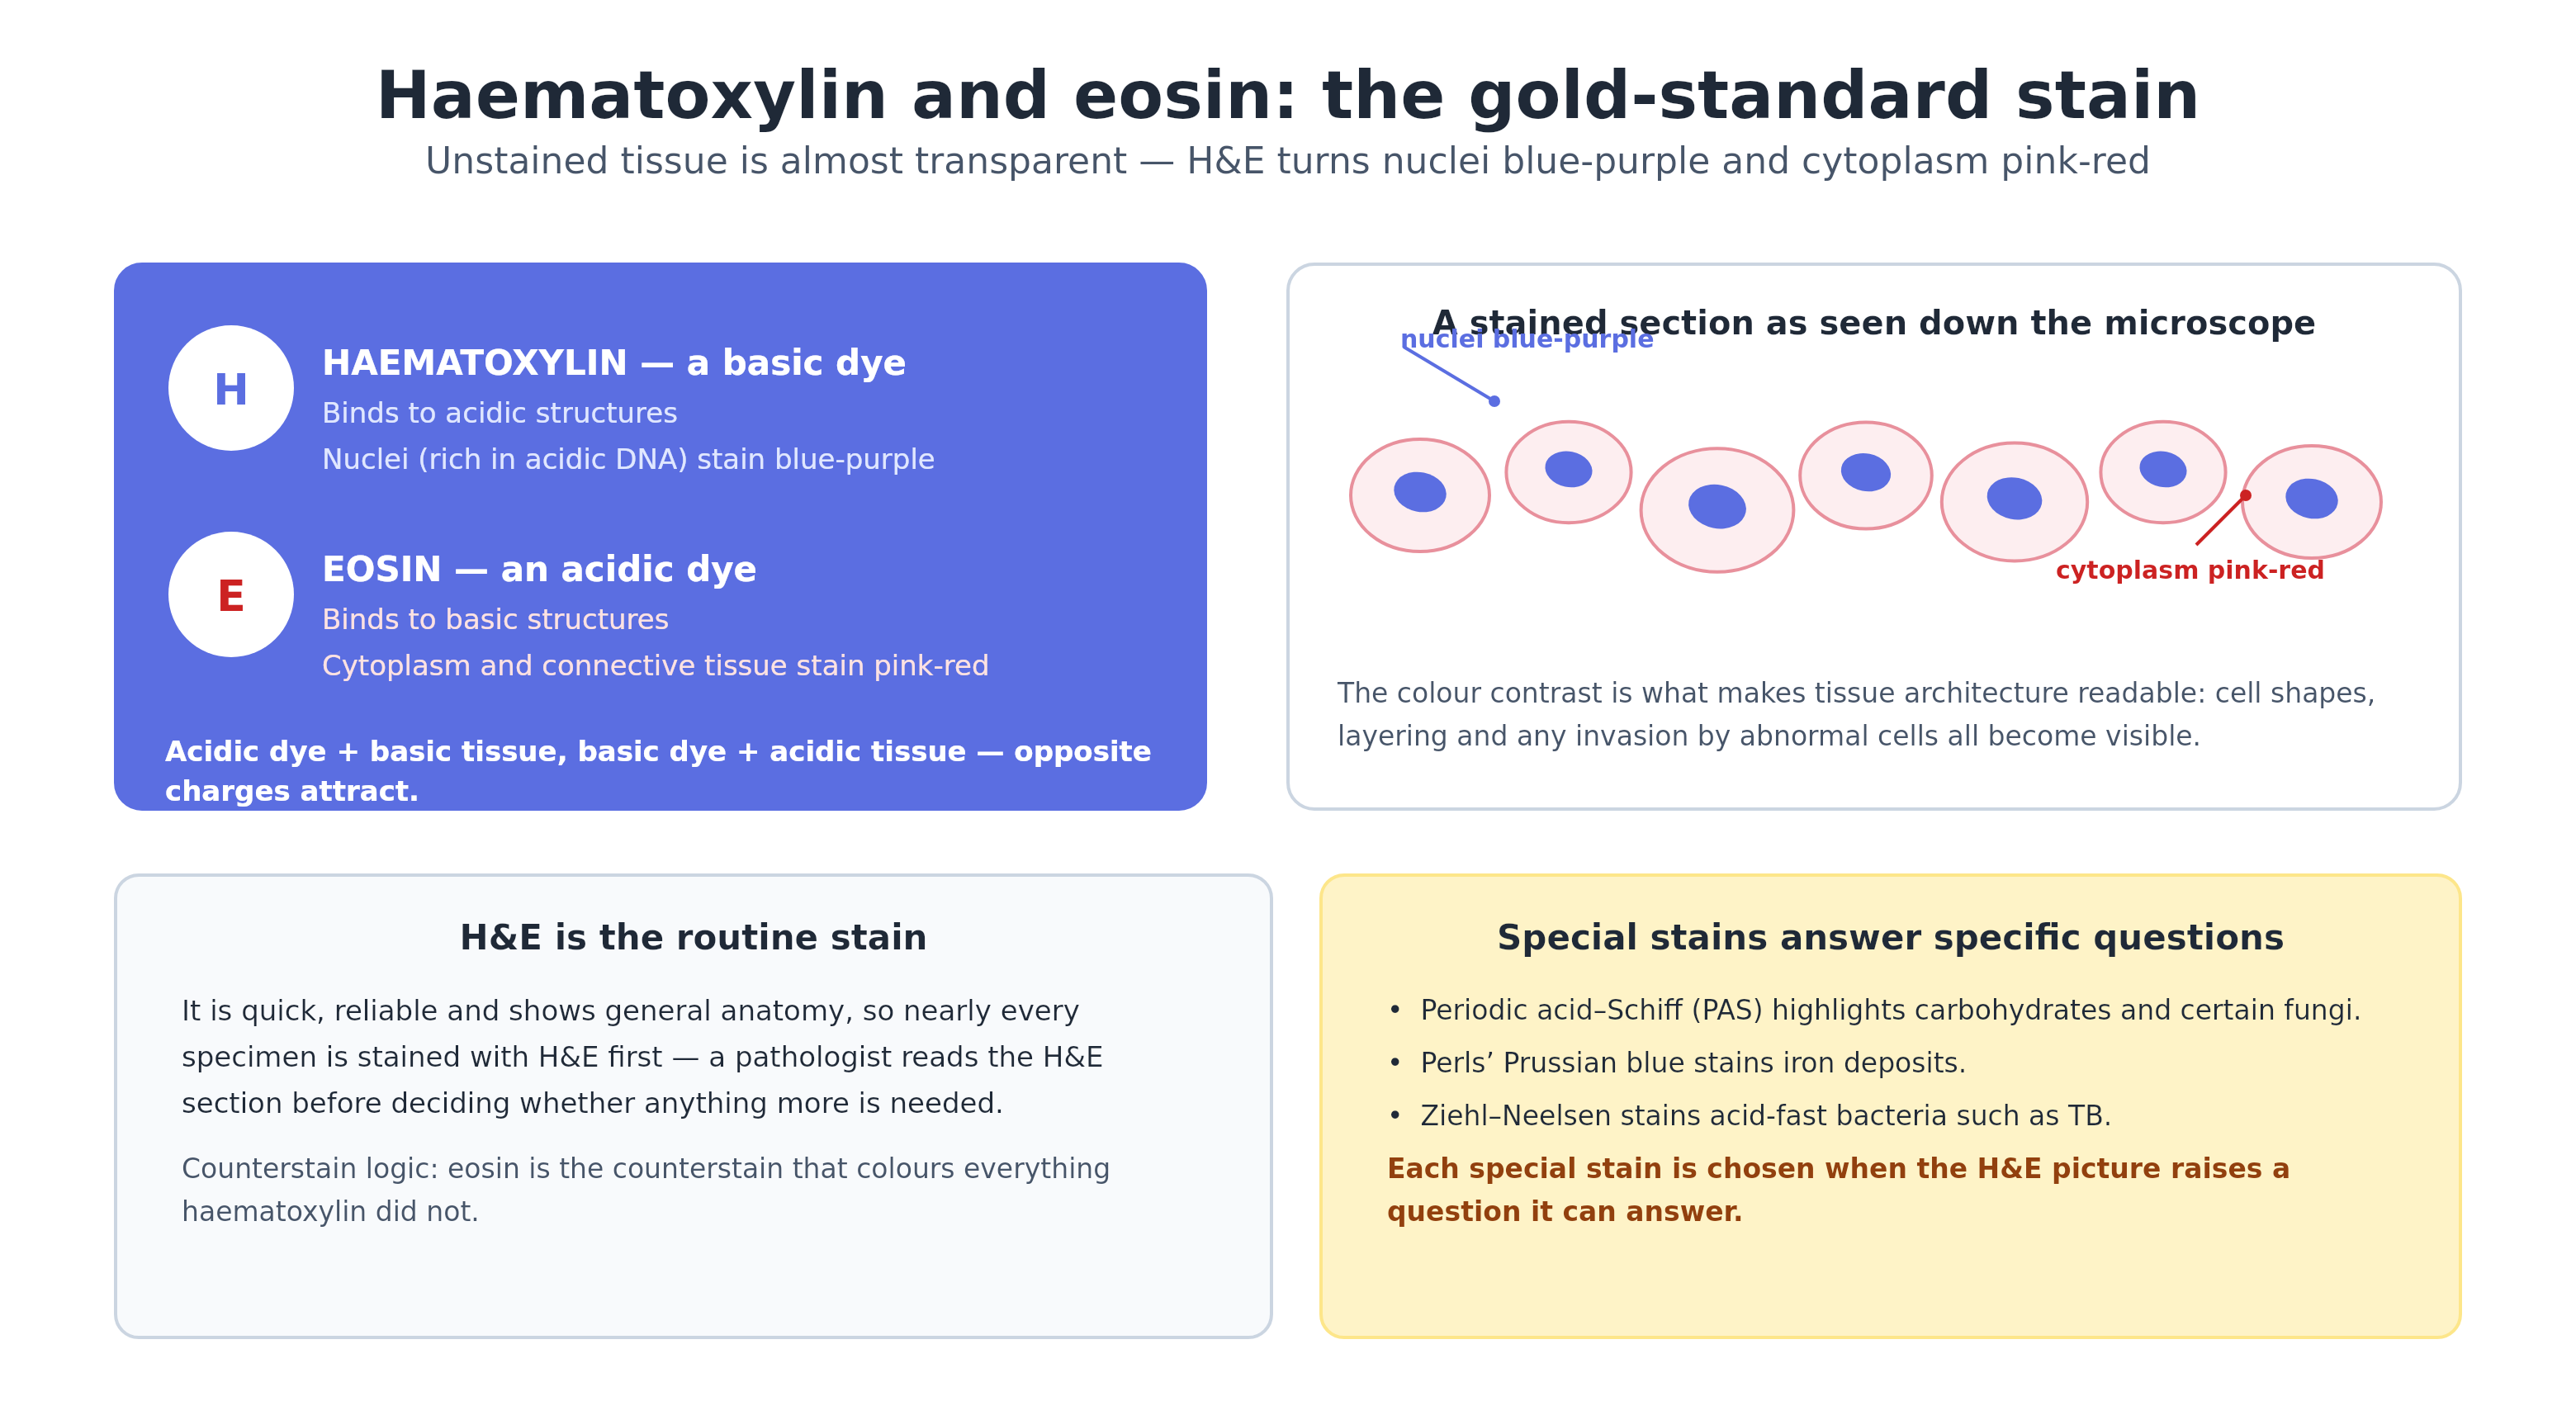 Haematoxylin and eosin: the gold-standard stain
Unstained tissue is almost transparent — H&E turns nuclei blue-purple and cytoplasm pink-red
H
HAEMATOXYLIN — a basic dye
Binds to acidic structures
Nuclei (rich in acidic DNA) stain blue-purple
E
EOSIN — an acidic dye
Binds to basic structures
Cytoplasm and connective tissue stain pink-red
Acidic dye + basic tissue, basic dye + acidic tissue — opposite
charges attract.
A stained section as seen down the microscope
nuclei blue-purple
cytoplasm pink-red
The colour contrast is what makes tissue architecture readable: cell shapes,
layering and any invasion by abnormal cells all become visible.
H&E is the routine stain
It is quick, reliable and shows general anatomy, so nearly every
specimen is stained with H&E first — a pathologist reads the H&E
section before deciding whether anything more is needed.
Counterstain logic: eosin is the counterstain that colours everything
haematoxylin did not.
Special stains answer specific questions
• Periodic acid–Schiff (PAS) highlights carbohydrates and certain fungi.
• Perls’ Prussian blue stains iron deposits.
• Ziehl–Neelsen stains acid-fast bacteria such as TB.
Each special stain is chosen when the H&E picture raises a
question it can answer.